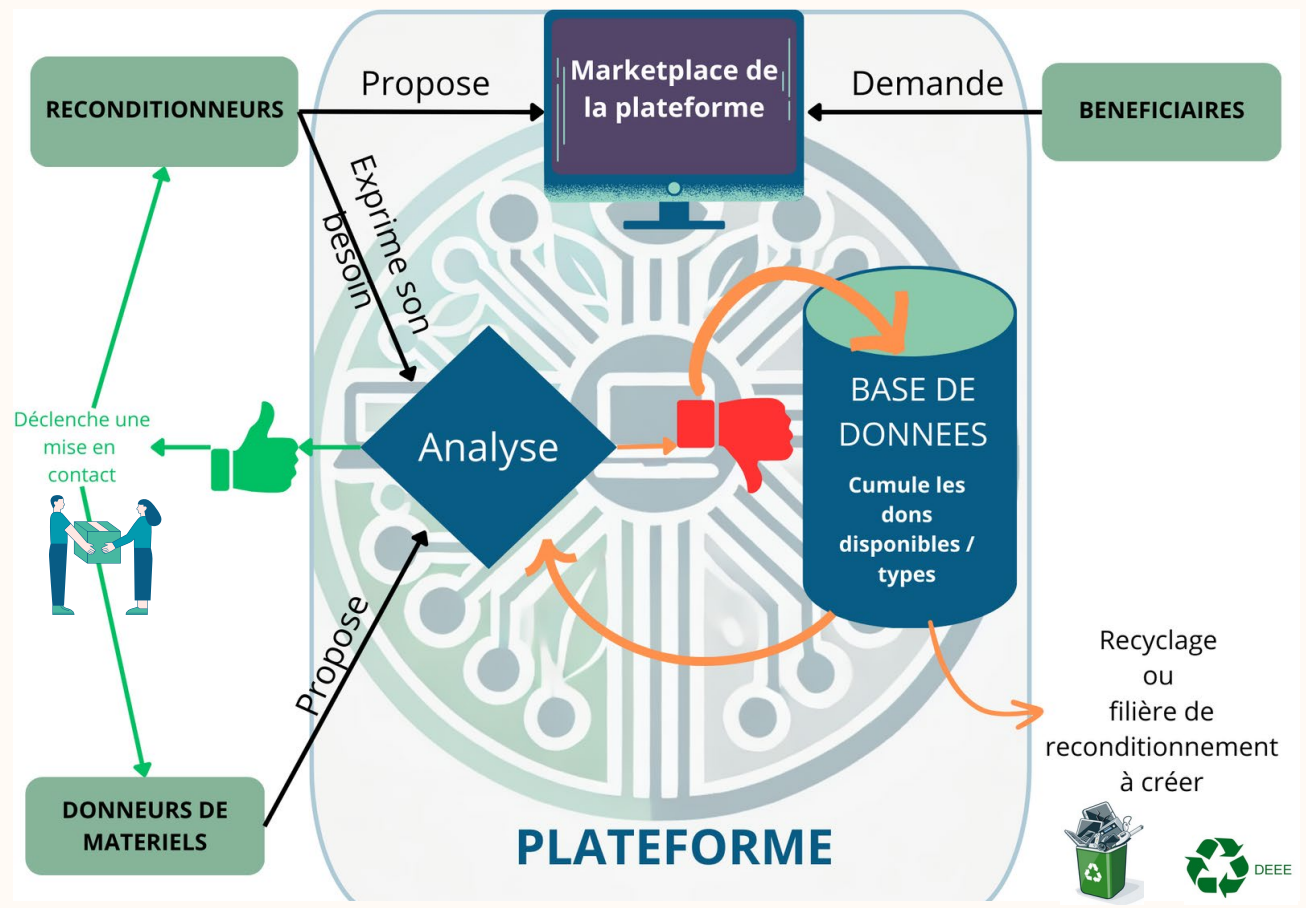 Marketplace de
la plateforme
RECONDITIONNEURS
Propose
Demande
BENEFICIAIRES
Exprime son
besoin
Déclenche une
mise en
contact
Analyse
BASE DE
DONNEES
Cumule les
dons
disponibles /
types
Propose
Recyclage
ou
filière de
reconditionnement
à créer
DONNEURS DE
MATERIELS
PLATEFORME
DEEE